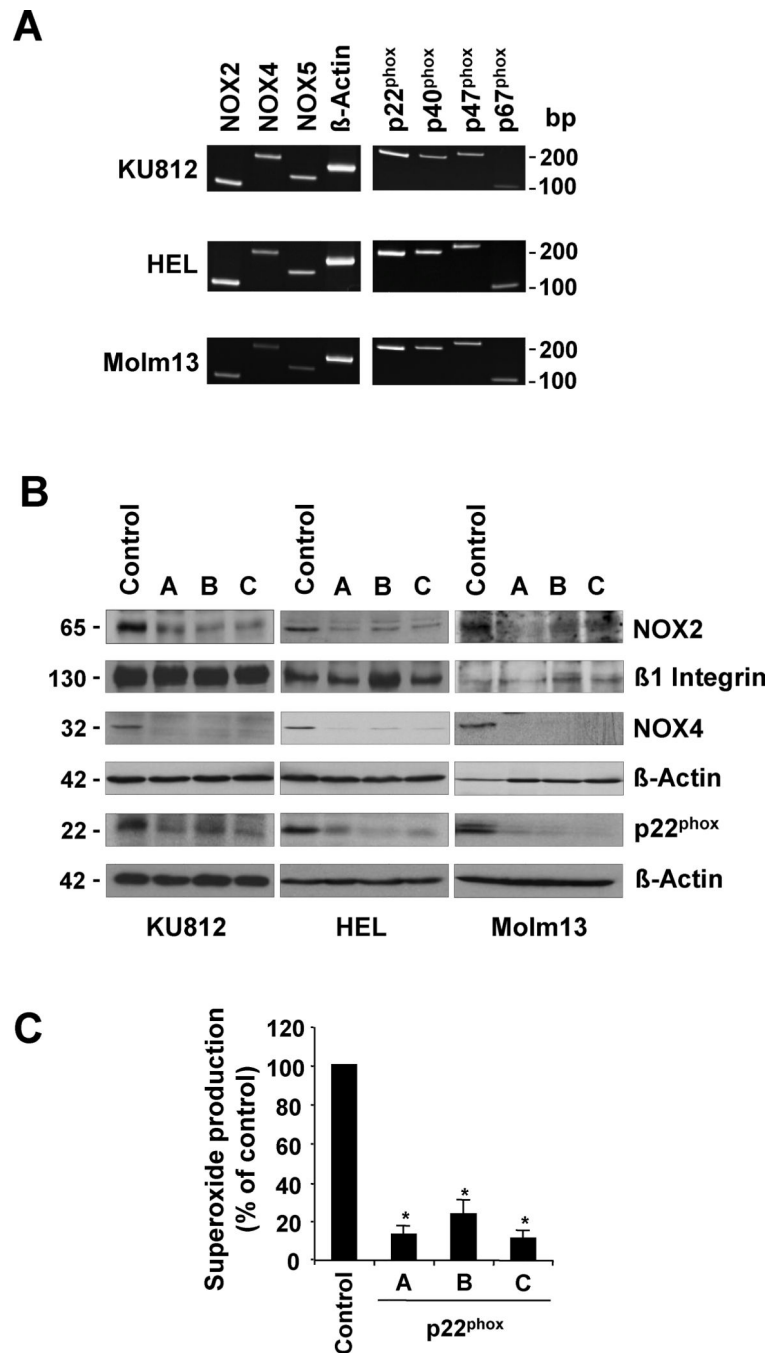 A
NOX2 NOX4 NOX5 ß-Actin p22phox p40phox p47phox p67phox bp
KU812 -200
-100
HEL -200
-100
Molm13 -200
-100
B
Control A B C Control A B C Control A B C
65 - NOX2
130 - ß1 Integrin
32 - NOX4
42 - ß-Actin
22 - p22phox
42 - ß-Actin
KU812 HEL Molm13
C
Superoxide production
(% of control)
120
100
80
60
40
20
0
* * *
Control A B C
p22phox